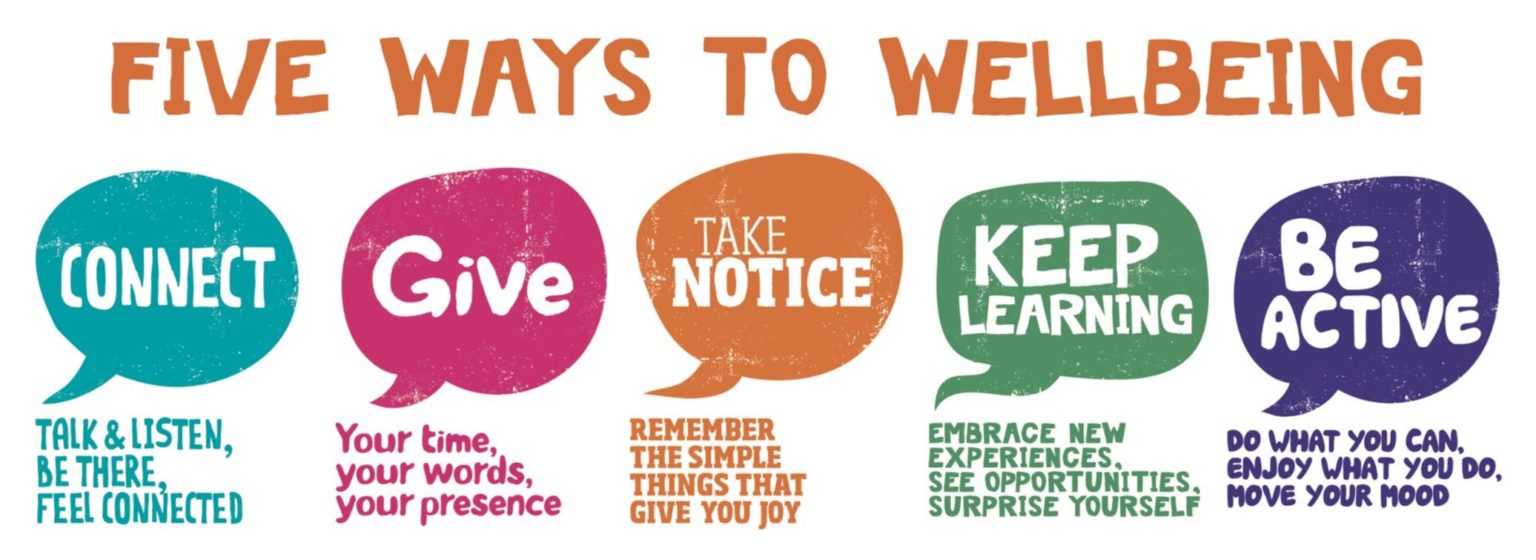 FIVE WAYS TO WELLBEING
CONNECT
TALK & LISTEN,
BE THERE,
FEEL CONNECTED
Give
Your time,
your words,
your presence
TAKE
NOTICE
REMEMBER
THE SIMPLE
THINGS THAT
GIVE YOU JOY
KEEP
LEARNING
EMBRACE NEW
EXPERIENCES,
SEE OPPORTUNITIES,
SURPRISE YOURSELF
BE
ACTIVE
DO WHAT YOU CAN,
ENJOY WHAT YOU DO,
MOVE YOUR MOOD